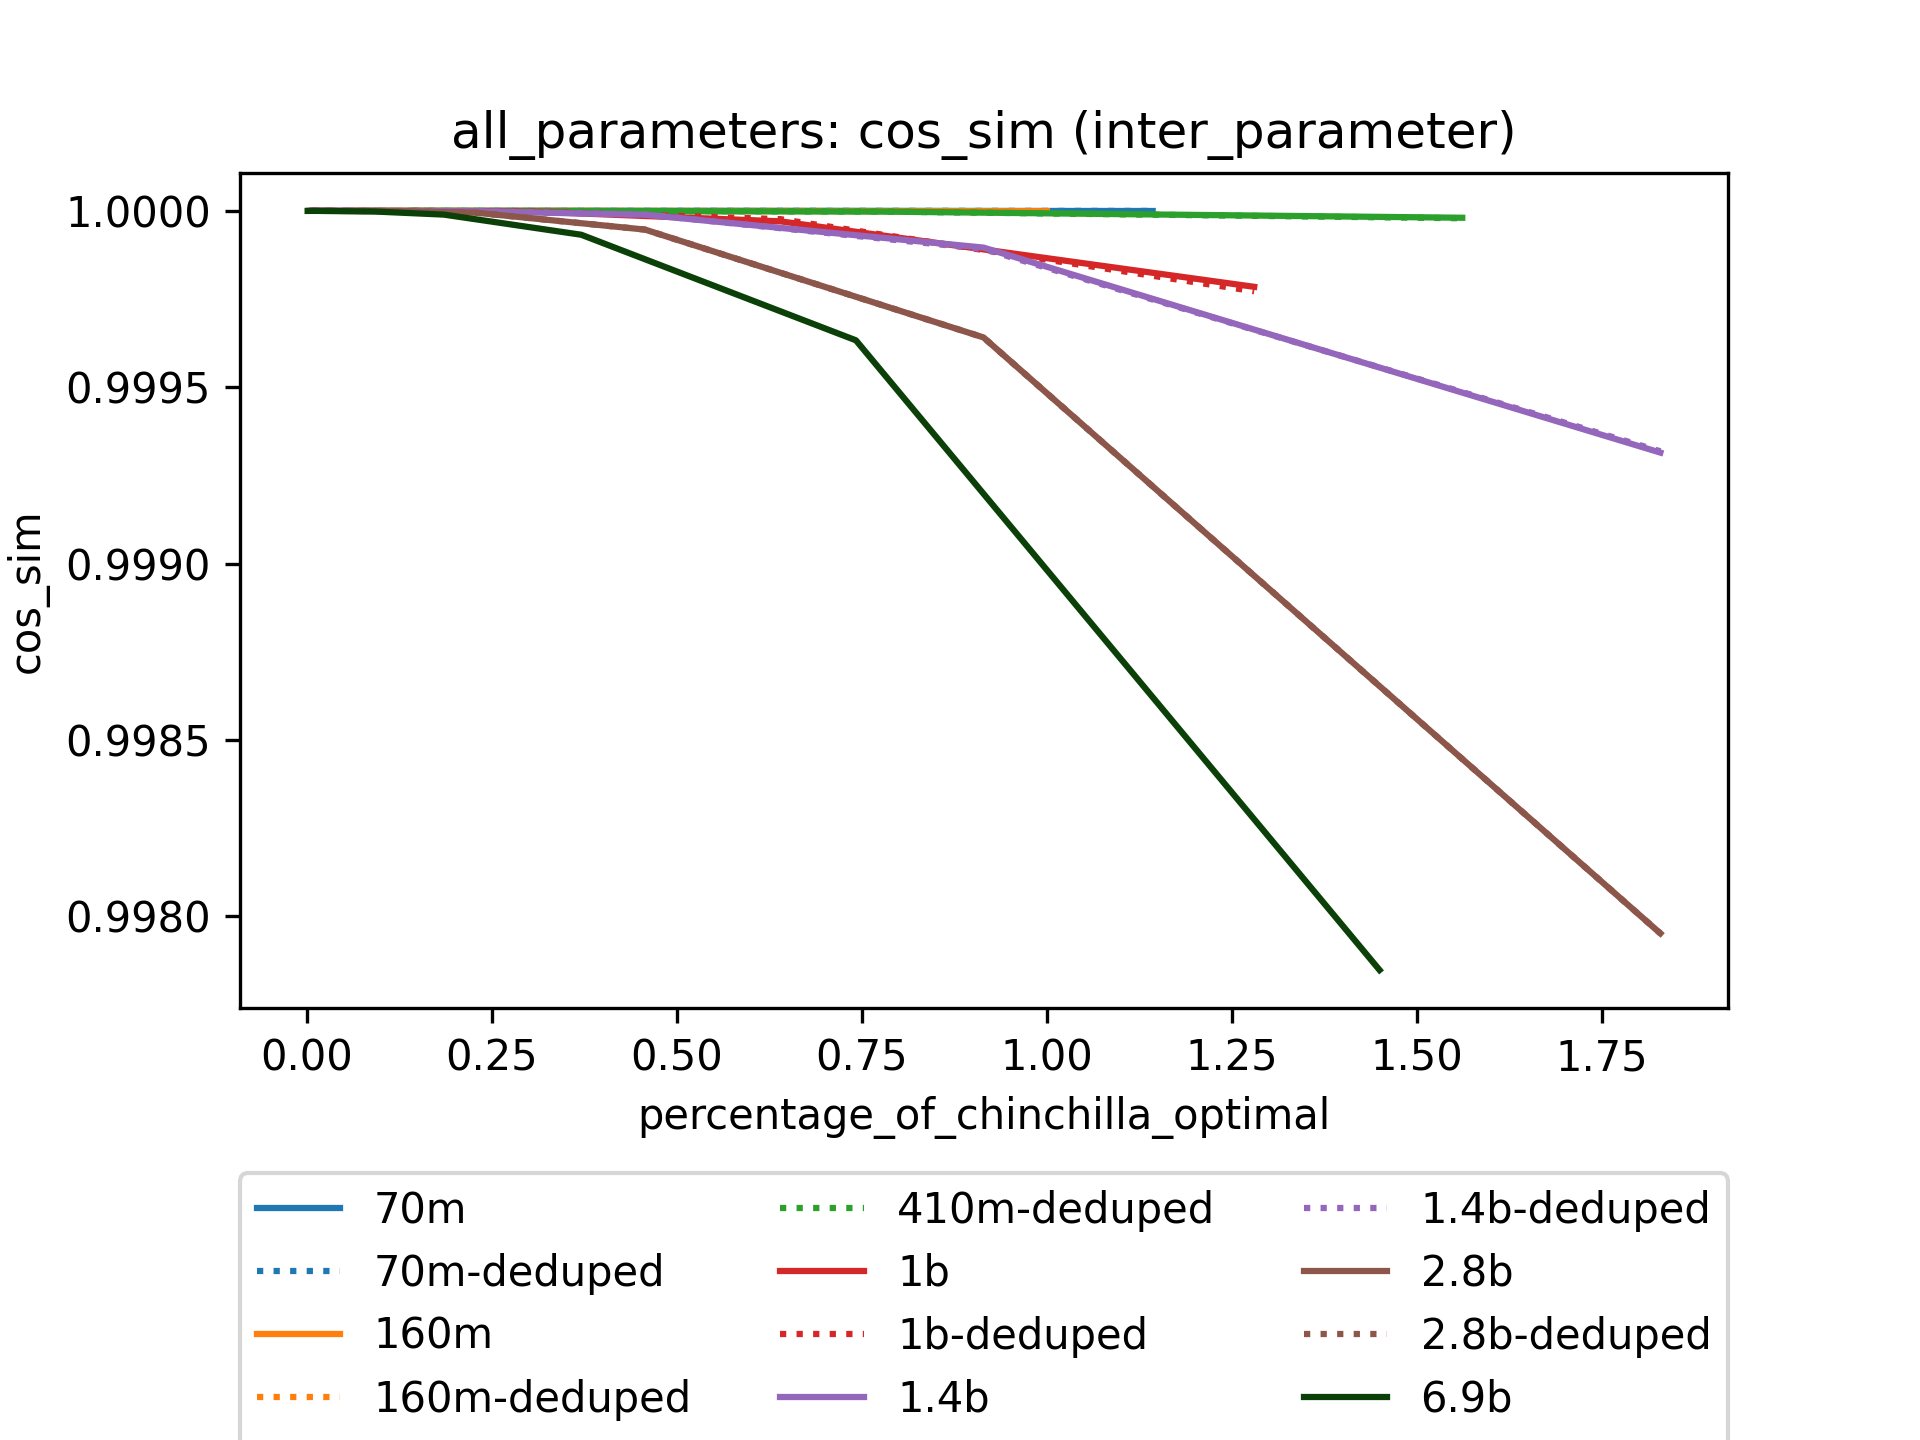 all_parameters: cos_sim (inter_parameter)
1.0000
0.9995
0.9990
0.9985
0.9980
cos_sim
0.00 0.25 0.50 0.75 1.00 1.25 1.50 1.75
percentage_of_chinchilla_optimal
70m
70m-deduped
160m
160m-deduped
410m-deduped
1b
1b-deduped
1.4b
1.4b-deduped
2.8b
2.8b-deduped
6.9b